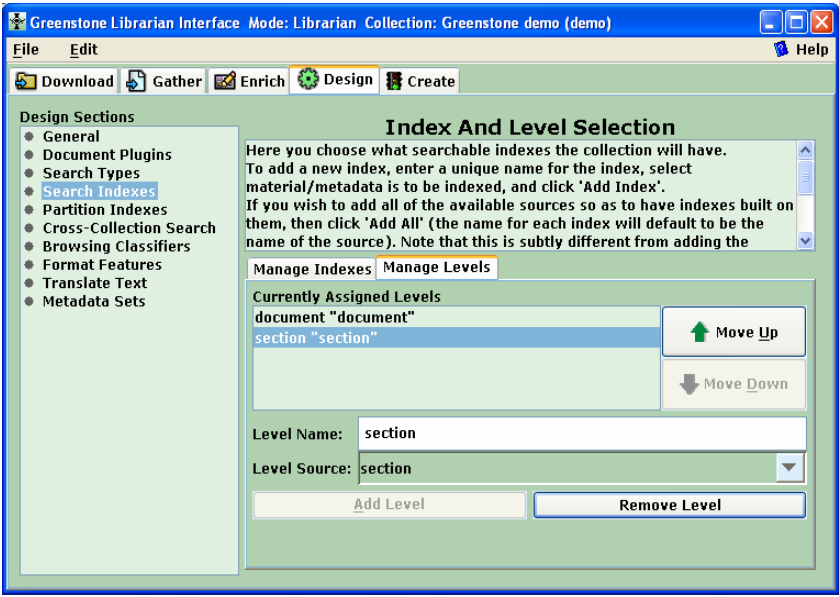 Greenstone Librarian Interface  Mode: Librarian  Collection: Greenstone demo (demo)
File Edit Help
Download Gather Enrich Design Create
Design Sections
General
Document Plugins
Search Types
Search Indexes
Partition Indexes
Cross-Collection Search
Browsing Classifiers
Format Features
Translate Text
Metadata Sets
Index And Level Selection
Here you choose what searchable indexes the collection will have.
To add a new index, enter a unique name for the index, select
material/metadata is to be indexed, and click 'Add Index'.
If you wish to add all of the available sources so as to have indexes built on
them, then click 'Add All' (the name for each index will default to be the
name of the source). Note that this is subtly different from adding the
Manage Indexes Manage Levels
Currently Assigned Levels
document "document"
section "section"
Move Up
Move Down
Level Name: section
Level Source: section
Add Level Remove Level